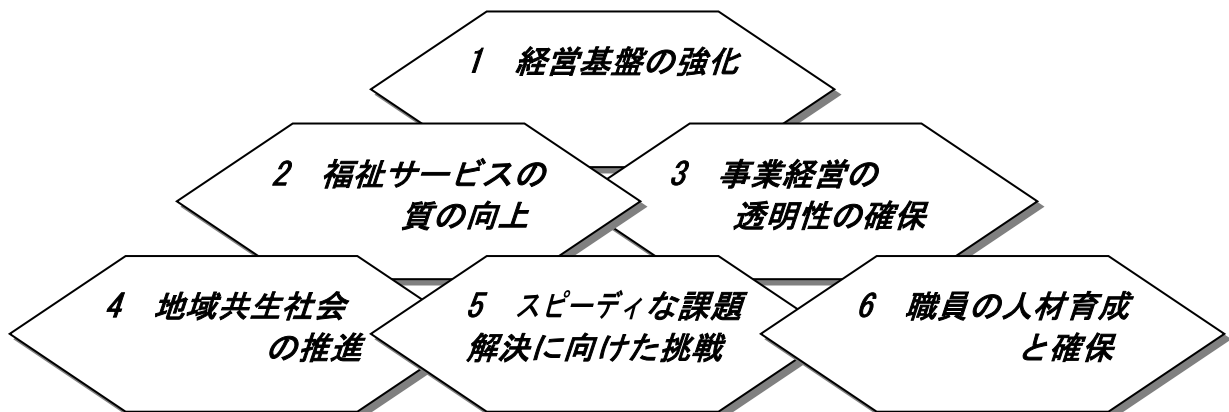 1 経営基盤の強化
2 福祉サービスの
質の向上
3 事業経営の
透明性の確保
4 地域共生社会
の推進
5 スピーディな課題
解決に向けた挑戦
6 職員の人材育成
と確保